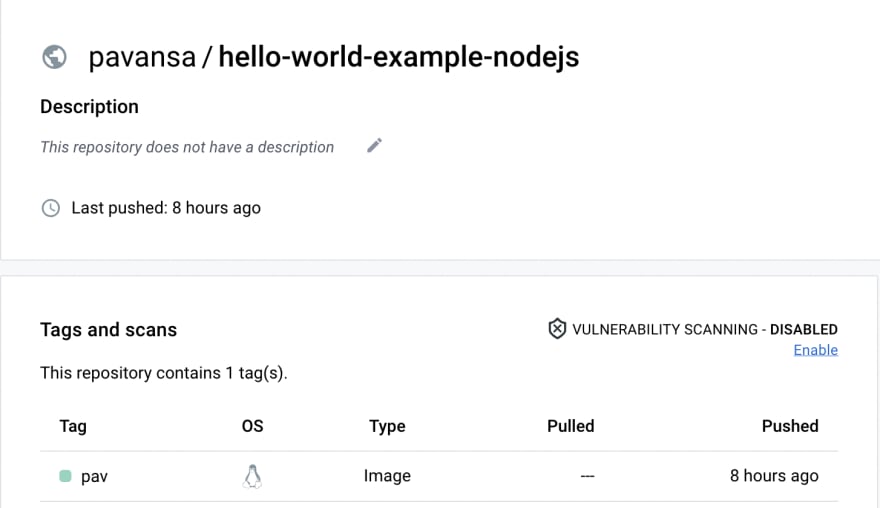 pavansa / hello-world-example-nodejs
Description
This repository does not have a description
Last pushed: 8 hours ago
Tags and scans
VULNERABILITY SCANNING - DISABLED
Enable
This repository contains 1 tag(s).
Tag OS Type Pulled Pushed
pav Image --- 8 hours ago